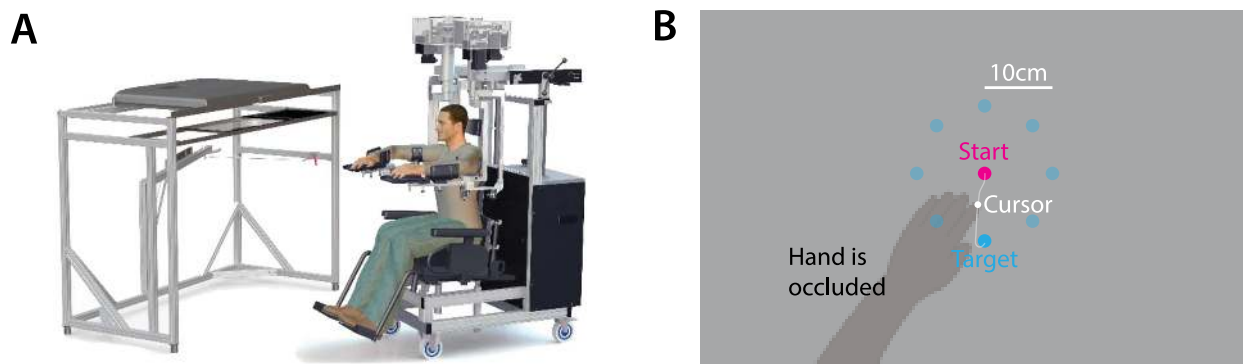 A
B
10cm
Start
Cursor
Target
Hand is
occluded